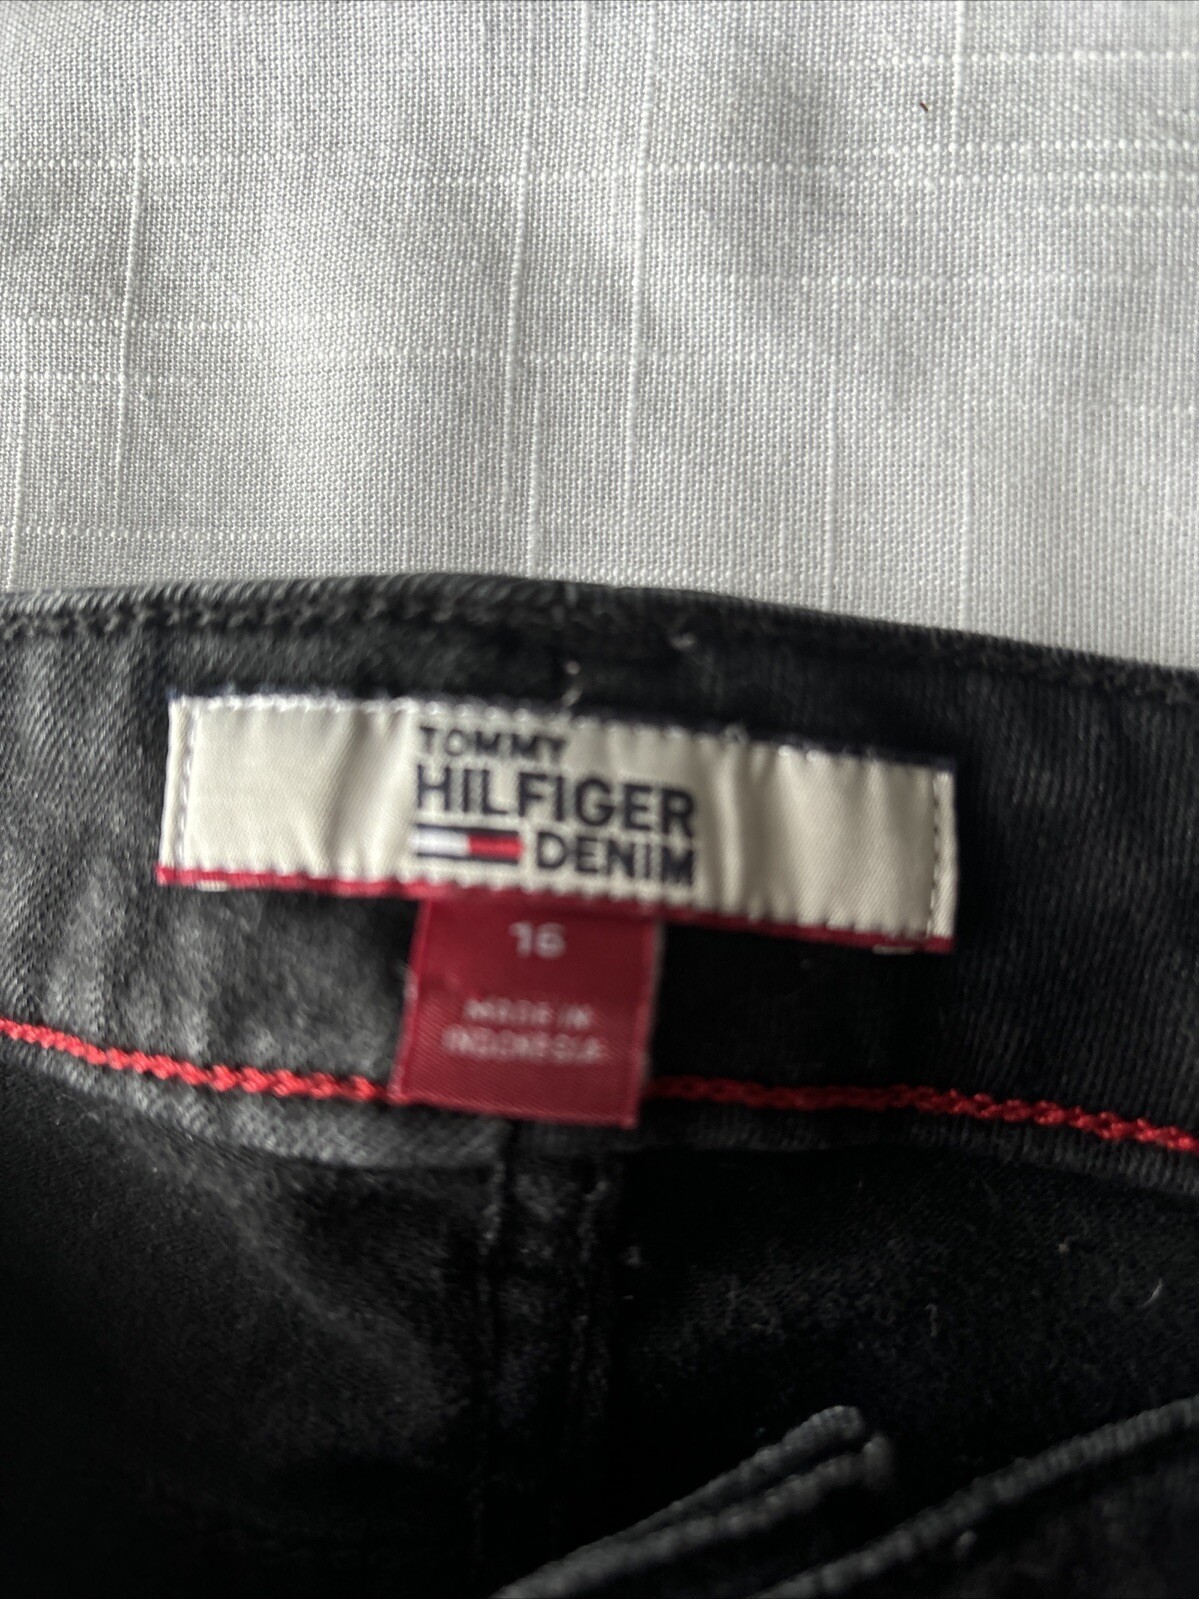 TOMMY
HILFIGER
DENIM
16
MADE IN
INDONESIA